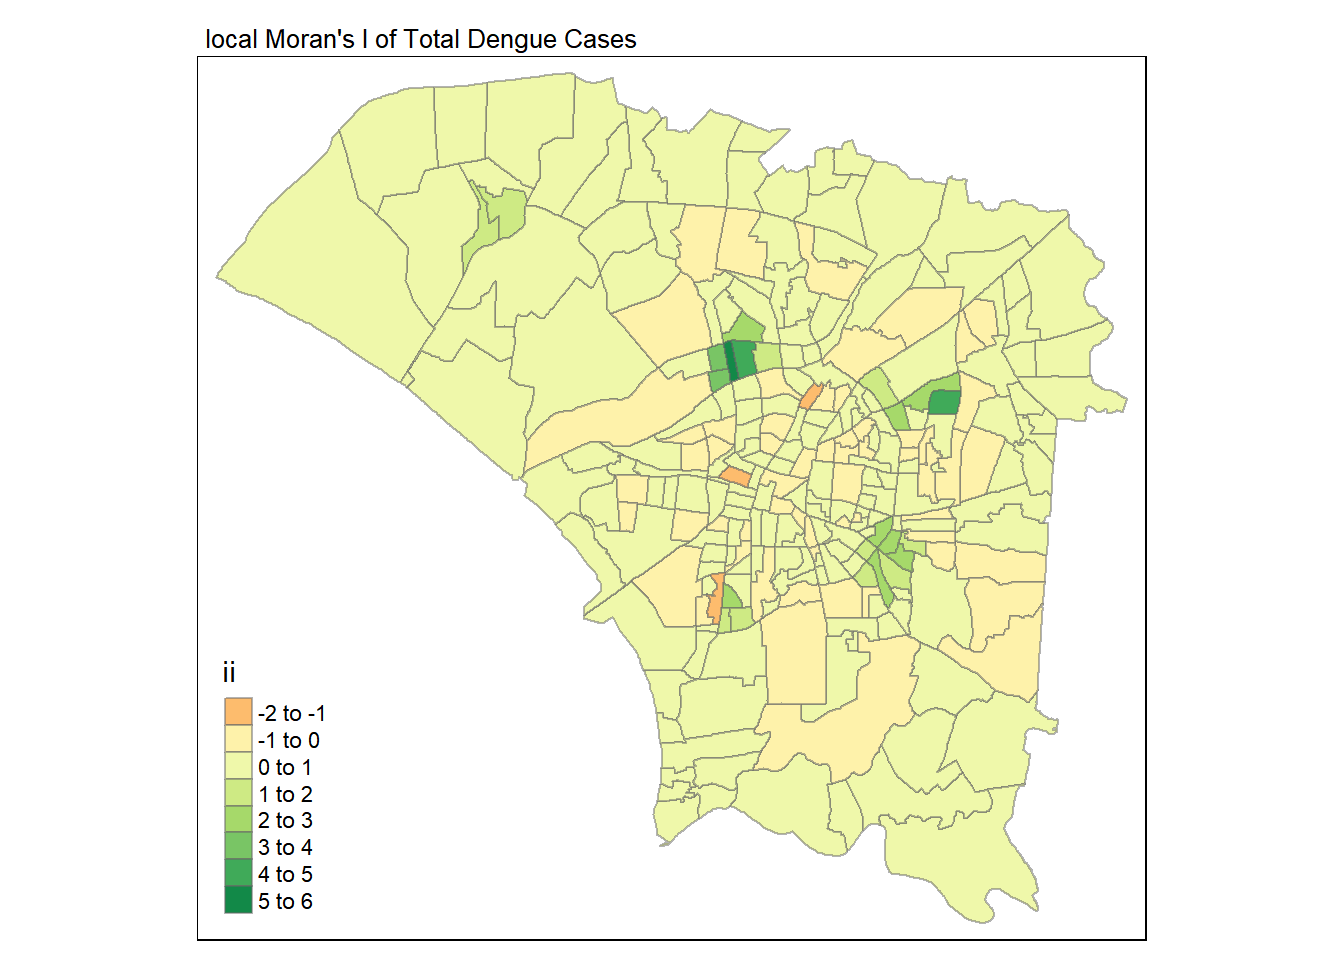 local Moran's I of Total Dengue Cases
ii
-2 to -1
-1 to 0
0 to 1
1 to 2
2 to 3
3 to 4
4 to 5
5 to 6